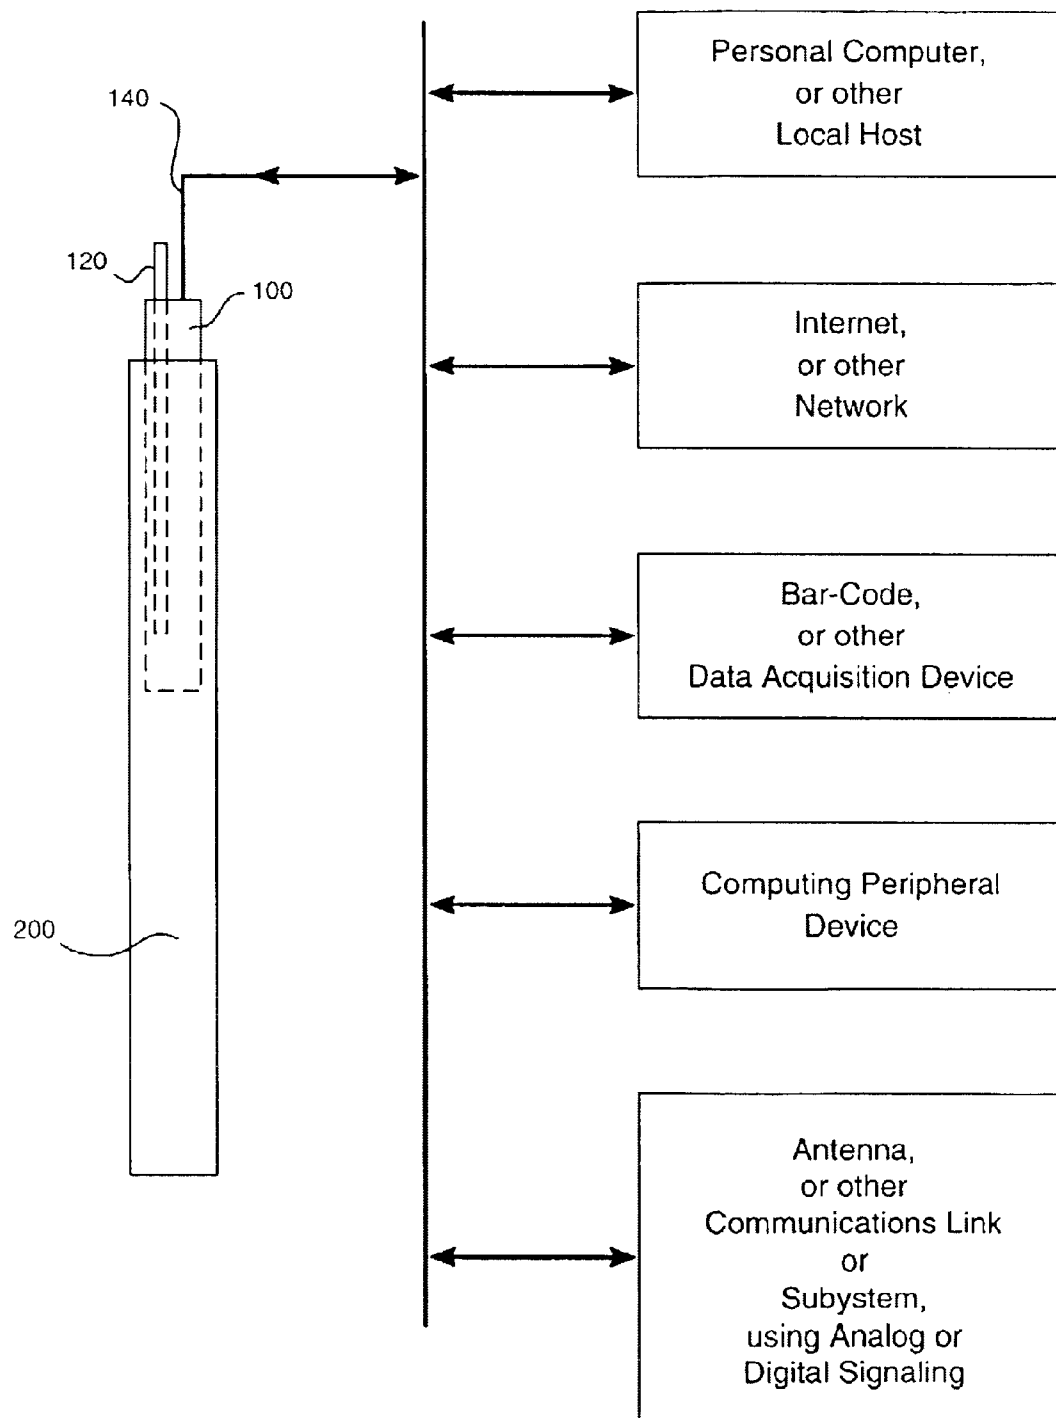 140
120
100
200
Personal Computer,
or other
Local Host
Internet,
or other
Network
Bar-Code,
or other
Data Acquisition Device
Computing Peripheral
Device
Antenna,
or other
Communications Link
or
Subystem,
using Analog or
Digital Signaling